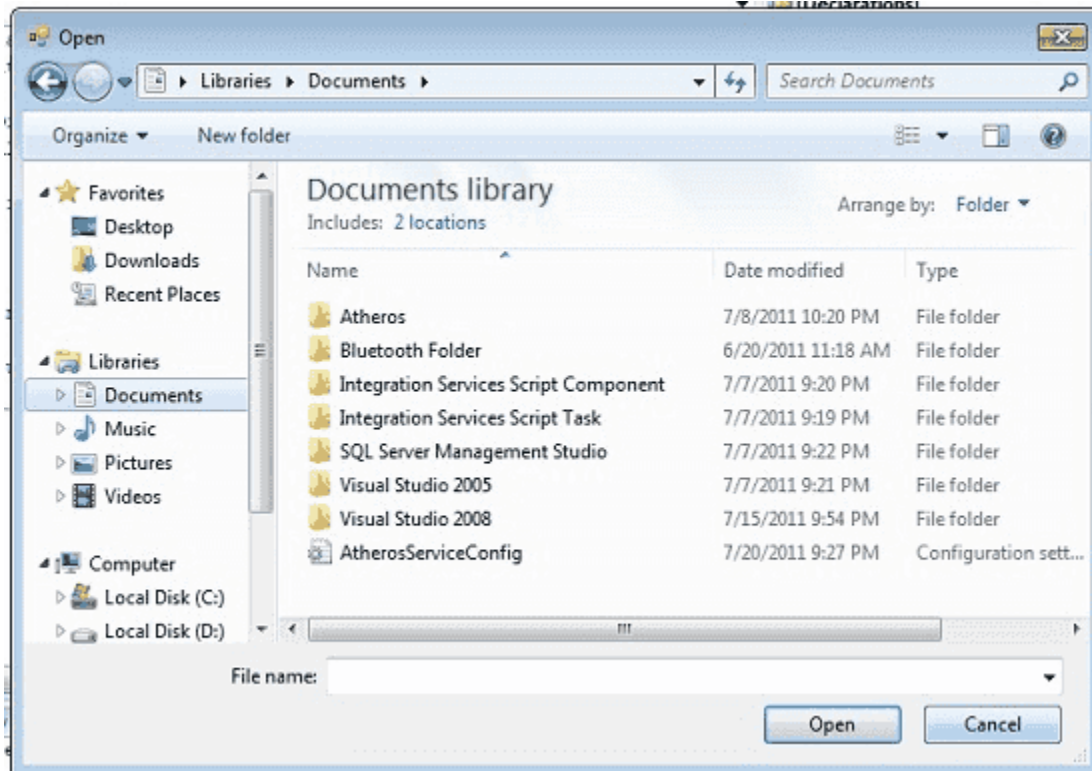 (Declarations)
Open
Libraries Documents
Search Documents
Organize New folder
Favorites
Desktop
Downloads
Recent Places
Libraries
Documents
Music
Pictures
Videos
Computer
Local Disk (C:)
Local Disk (D:)
Documents library
Includes: 2 locations
Arrange by: Folder
Name Date modified Type
Atheros 7/8/2011 10:20 PM File folder
Bluetooth Folder 6/20/2011 11:18 AM File folder
Integration Services Script Component 7/7/2011 9:20 PM File folder
Integration Services Script Task 7/7/2011 9:19 PM File folder
SQL Server Management Studio 7/7/2011 9:22 PM File folder
Visual Studio 2005 7/7/2011 9:21 PM File folder
Visual Studio 2008 7/15/2011 9:54 PM File folder
AtherosServiceConfig 7/20/2011 9:27 PM Configuration sett...
File name:
Open Cancel